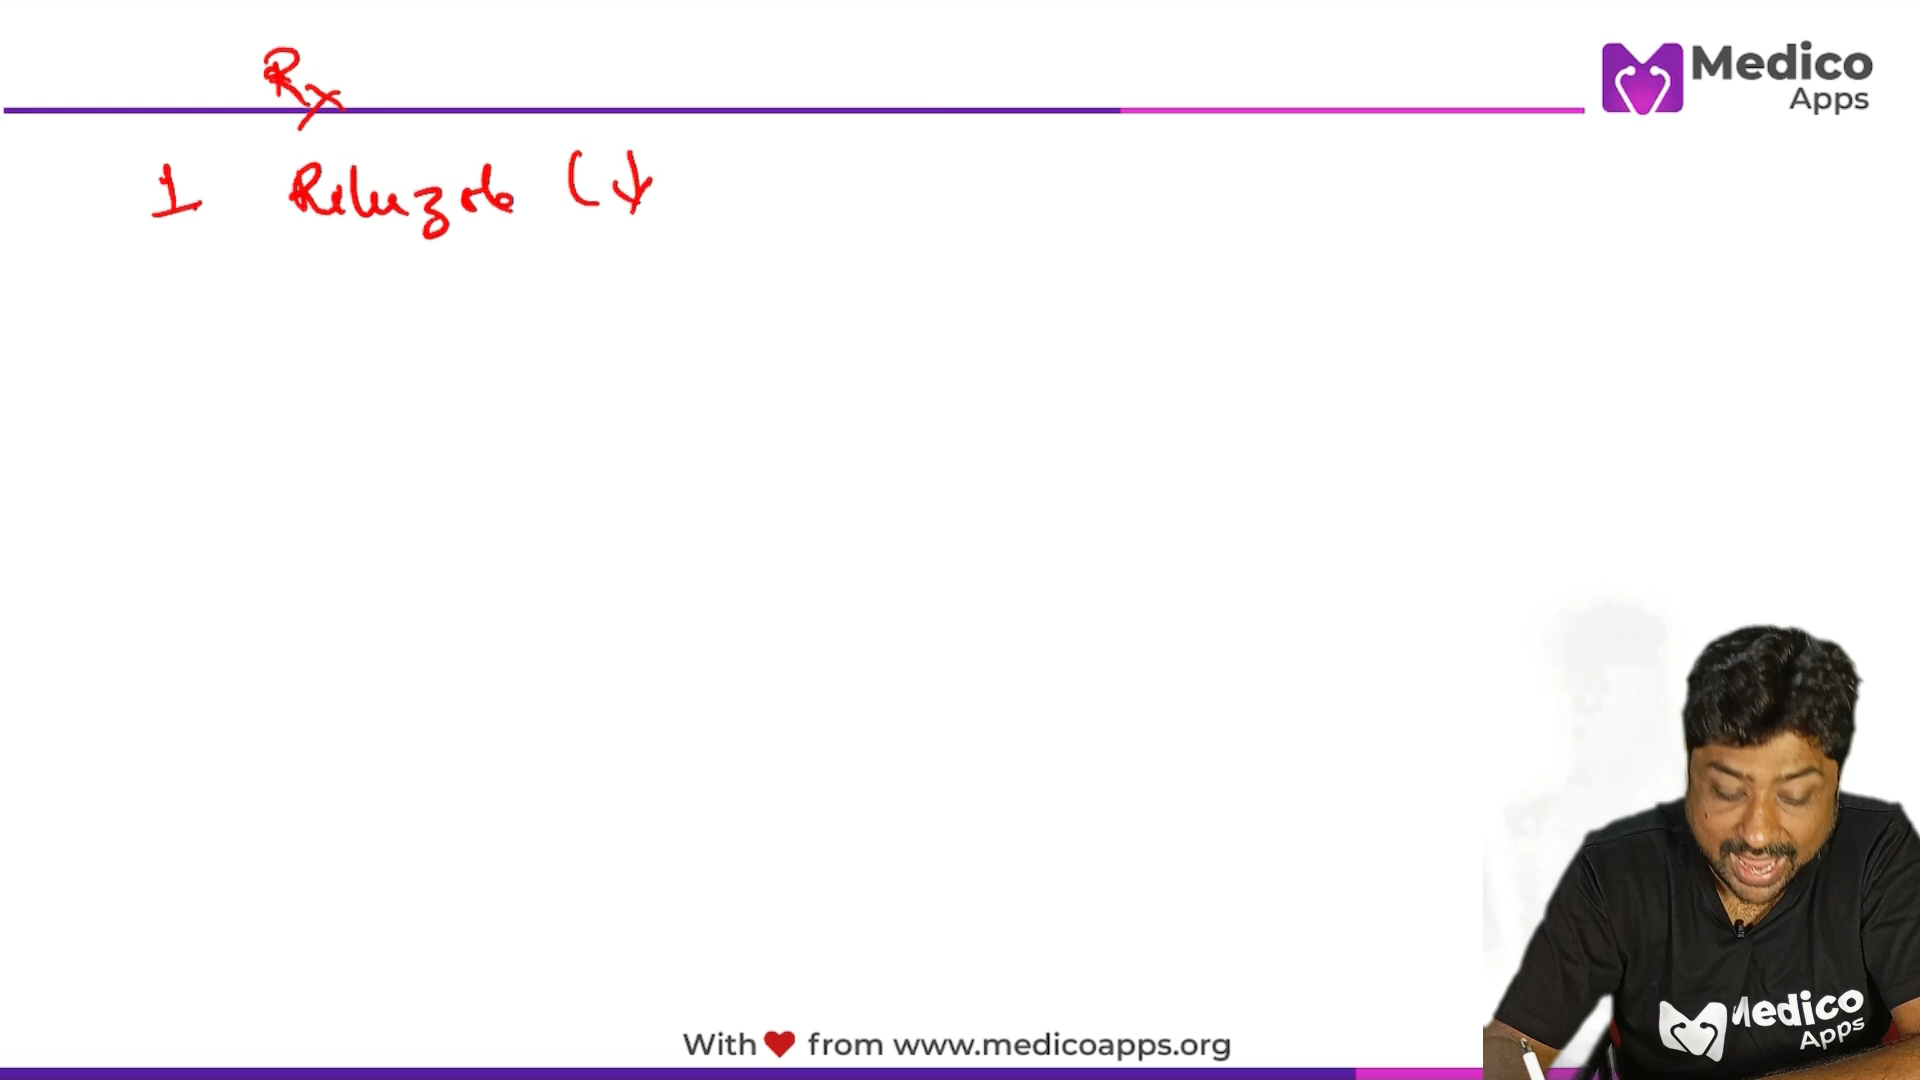 Rx
Medico
Apps
1 Riluzole (↓
Medico
Apps
With ❤ from www.medicoapps.org